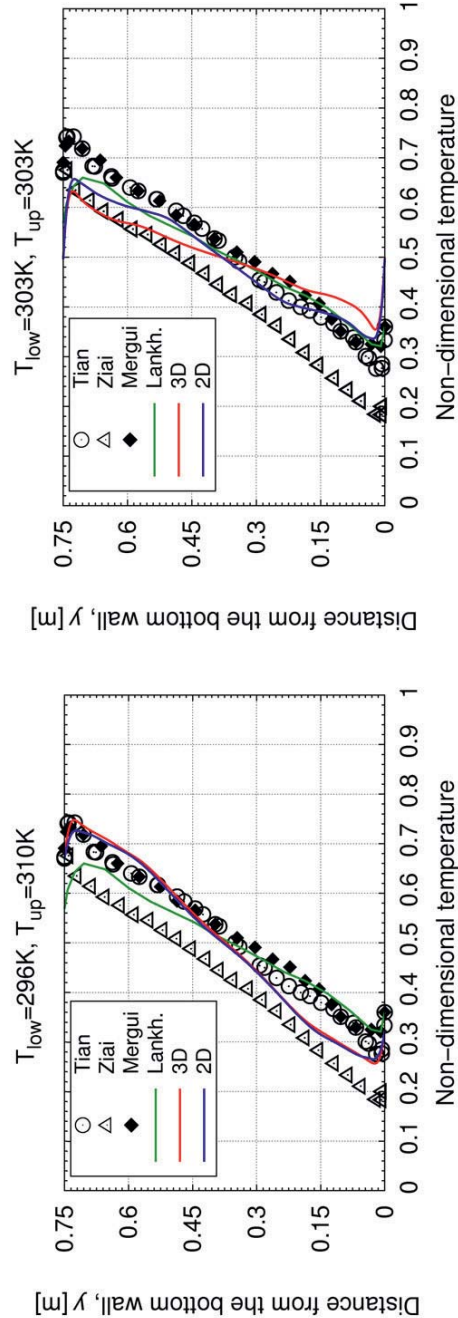 T_low=296K, T_up=310K
Distance from the bottom wall, y [m]
0.75
0.6
0.45
0.3
0.15
0
Tian
Ziai
Mergui
Lankh.
3D
2D
0 0.1 0.2 0.3 0.4 0.5 0.6 0.7 0.8 0.9 1
Non−dimensional temperature
T_low=303K, T_up=303K
Distance from the bottom wall, y [m]
0.75
0.6
0.45
0.3
0.15
0
Tian
Ziai
Mergui
Lankh.
3D
2D
0 0.1 0.2 0.3 0.4 0.5 0.6 0.7 0.8 0.9 1
Non−dimensional temperature